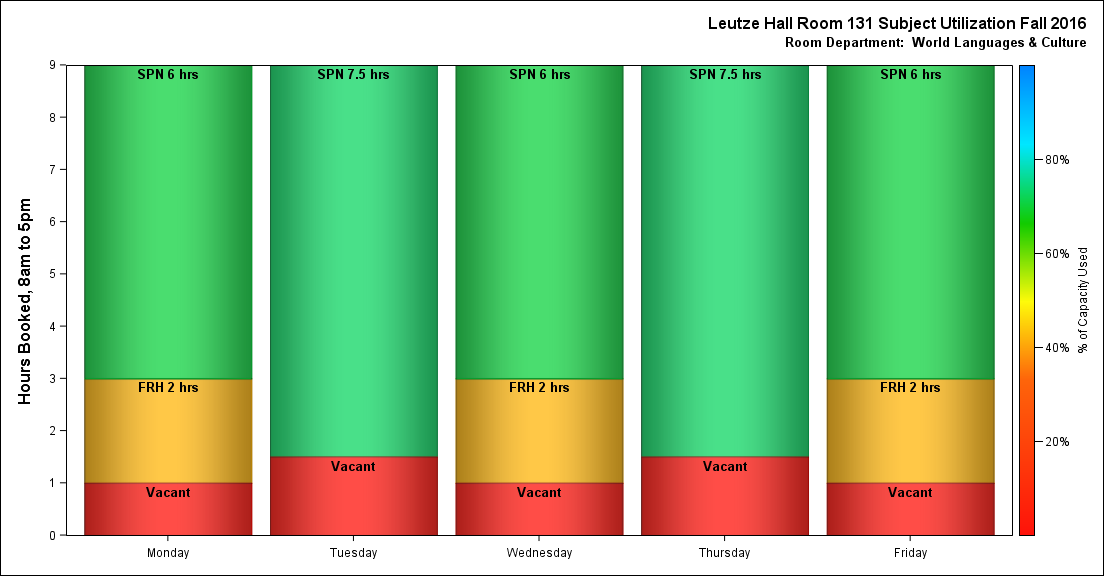 Leutze Hall Room 131 Subject Utilization Fall 2016
Room Department:  World Languages & Culture
Hours Booked, 8am to 5pm
9
8
7
6
5
4
3
2
1
0
SPN 6 hrs
SPN 7.5 hrs
SPN 6 hrs
SPN 7.5 hrs
SPN 6 hrs
FRH 2 hrs
FRH 2 hrs
FRH 2 hrs
Vacant
Vacant
Vacant
Vacant
Vacant
Monday
Tuesday
Wednesday
Thursday
Friday
80%
60%
40%
20%
% of Capacity Used